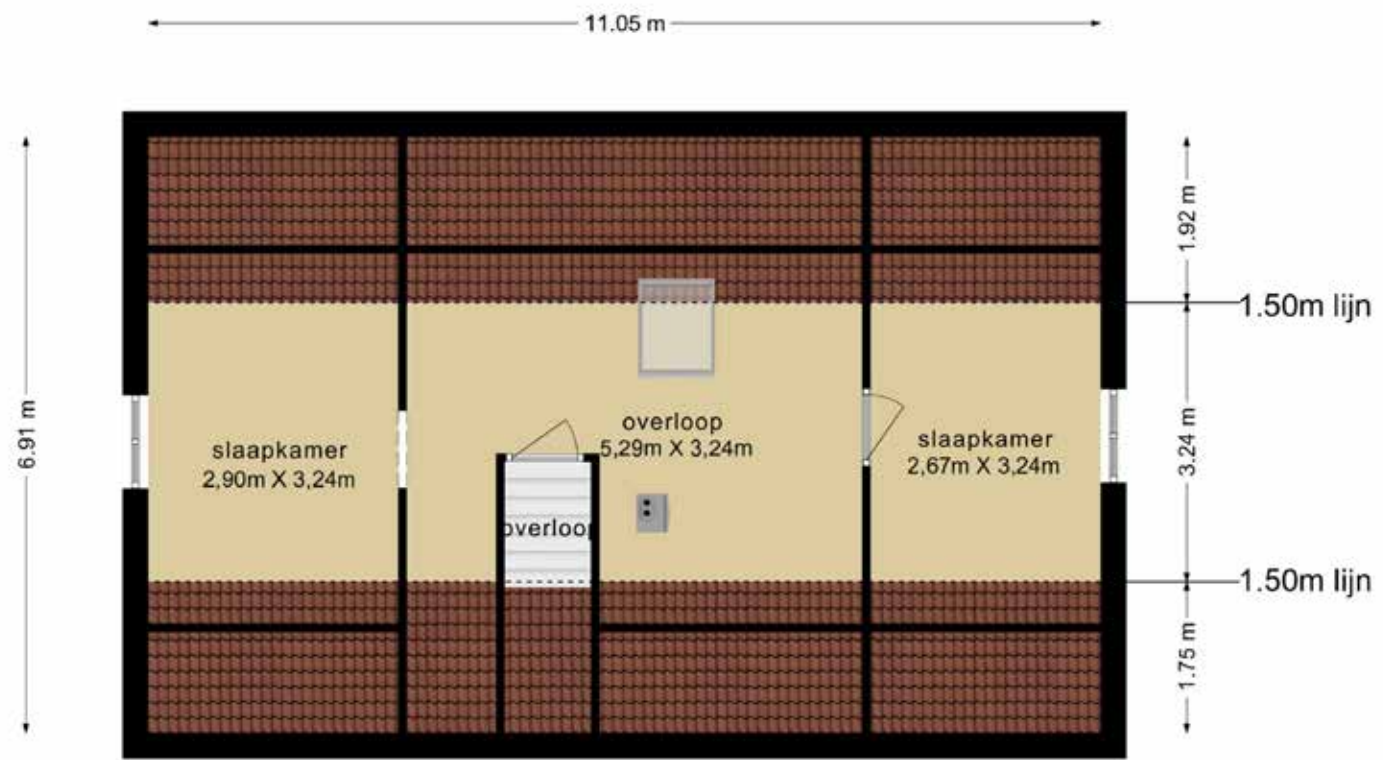 11.05 m
1.92 m
1.50m lijn
6.91 m
3.24 m
overloop
5,29m X 3,24m
slaapkamer
2,90m X 3,24m
slaapkamer
2,67m X 3,24m
overloop
1.50m lijn
1.75 m